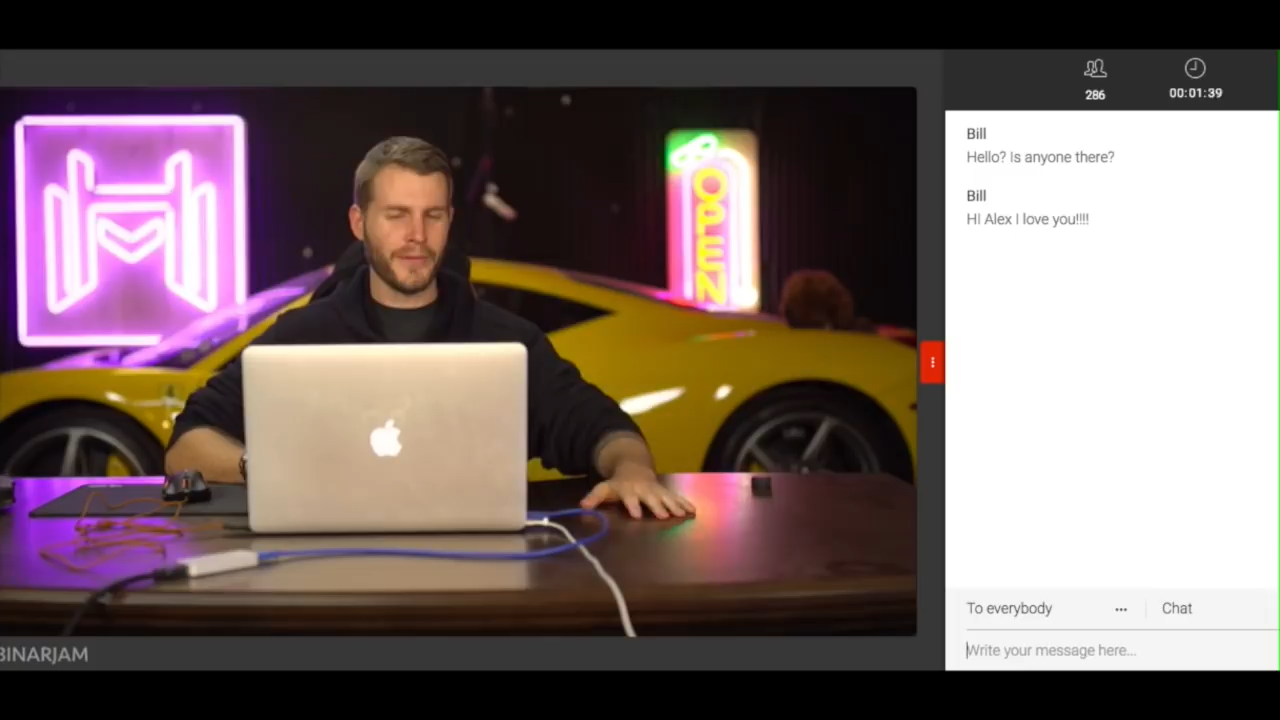 286
00:01:39
Bill
Hello? Is anyone there?
Bill
HI Alex I love you!!!!
OPEN
To everybody
Chat
Write your message here...
BINARJAM